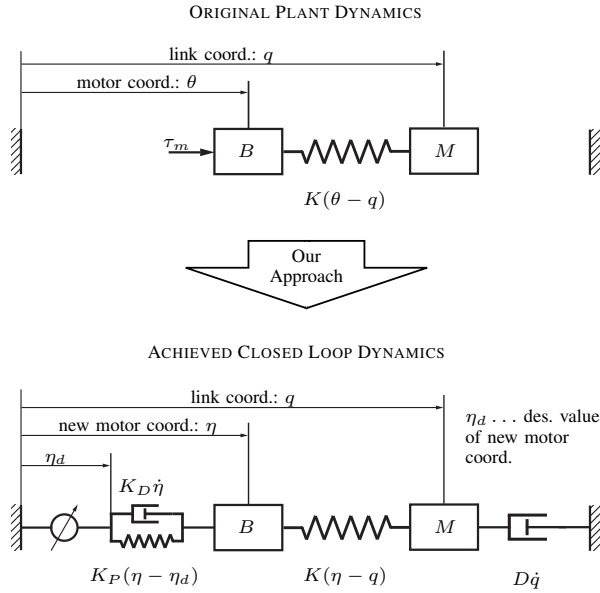 ORIGINAL PLANT DYNAMICS
link coord.: q
motor coord.: θ
τ_m
B
M
K(θ − q)
Our
Approach
ACHIEVED CLOSED LOOP DYNAMICS
link coord.: q
new motor coord.: η
η_d
η_d . . . des. value
of new motor
coord.
K_D η̇
B
M
K_P(η − η_d)
K(η − q)
Dq̇